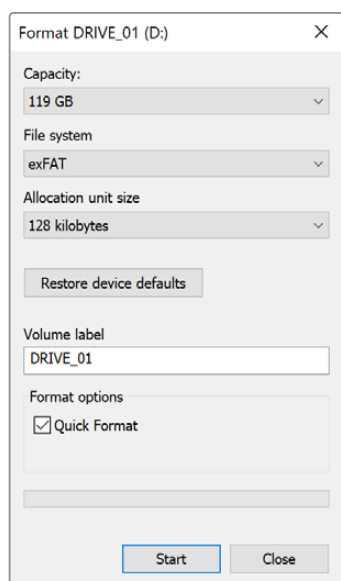 Format DRIVE_01 (D:)
Capacity:
119 GB
File system
exFAT
Allocation unit size
128 kilobytes
Restore device defaults
Volume label
DRIVE_01
Format options
Quick Format
Start
Close